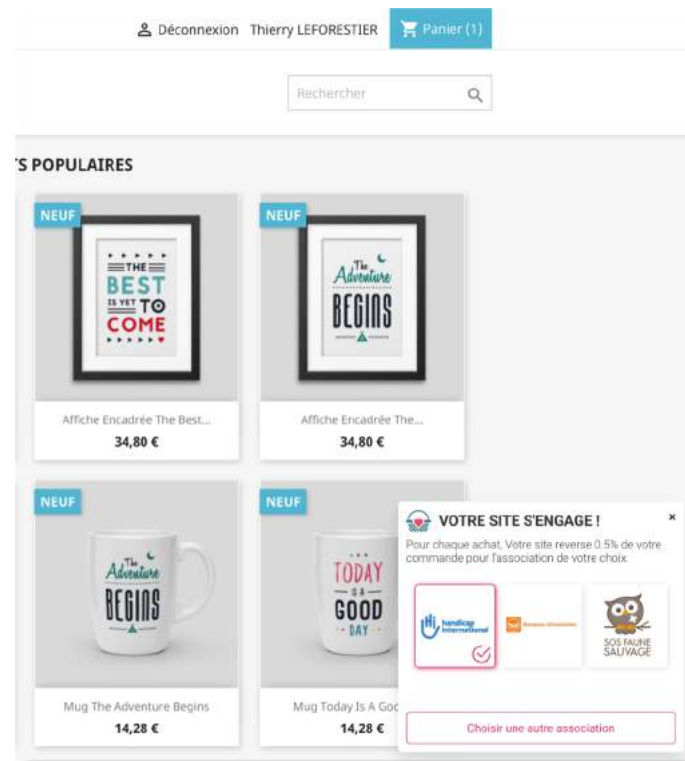 Déconnexion Thierry LEFORESTIER Panier (1)
Rechercher
TS POPULAIRES
NEUF
THE
BEST
IS YET TO
COME
NEUF
The
Adventure
BEGINS
Affiche Encadrée The Best...
34,80 €
Affiche Encadrée The...
34,80 €
NEUF
The
Adventure
BEGINS
NEUF
TODAY
IS A
GOOD
DAY
Mug The Adventure Begins
14,28 €
Mug Today Is A Goo
14,28 €
VOTRE SITE S'ENGAGE !
×
Pour chaque achat, Votre site reverse 0.5% de votre
commande pour l'association de votre choix
Hi handicap
international
Banques Alimentaires
SOS FAUNE
SAUVAGE
Choisir une autre association